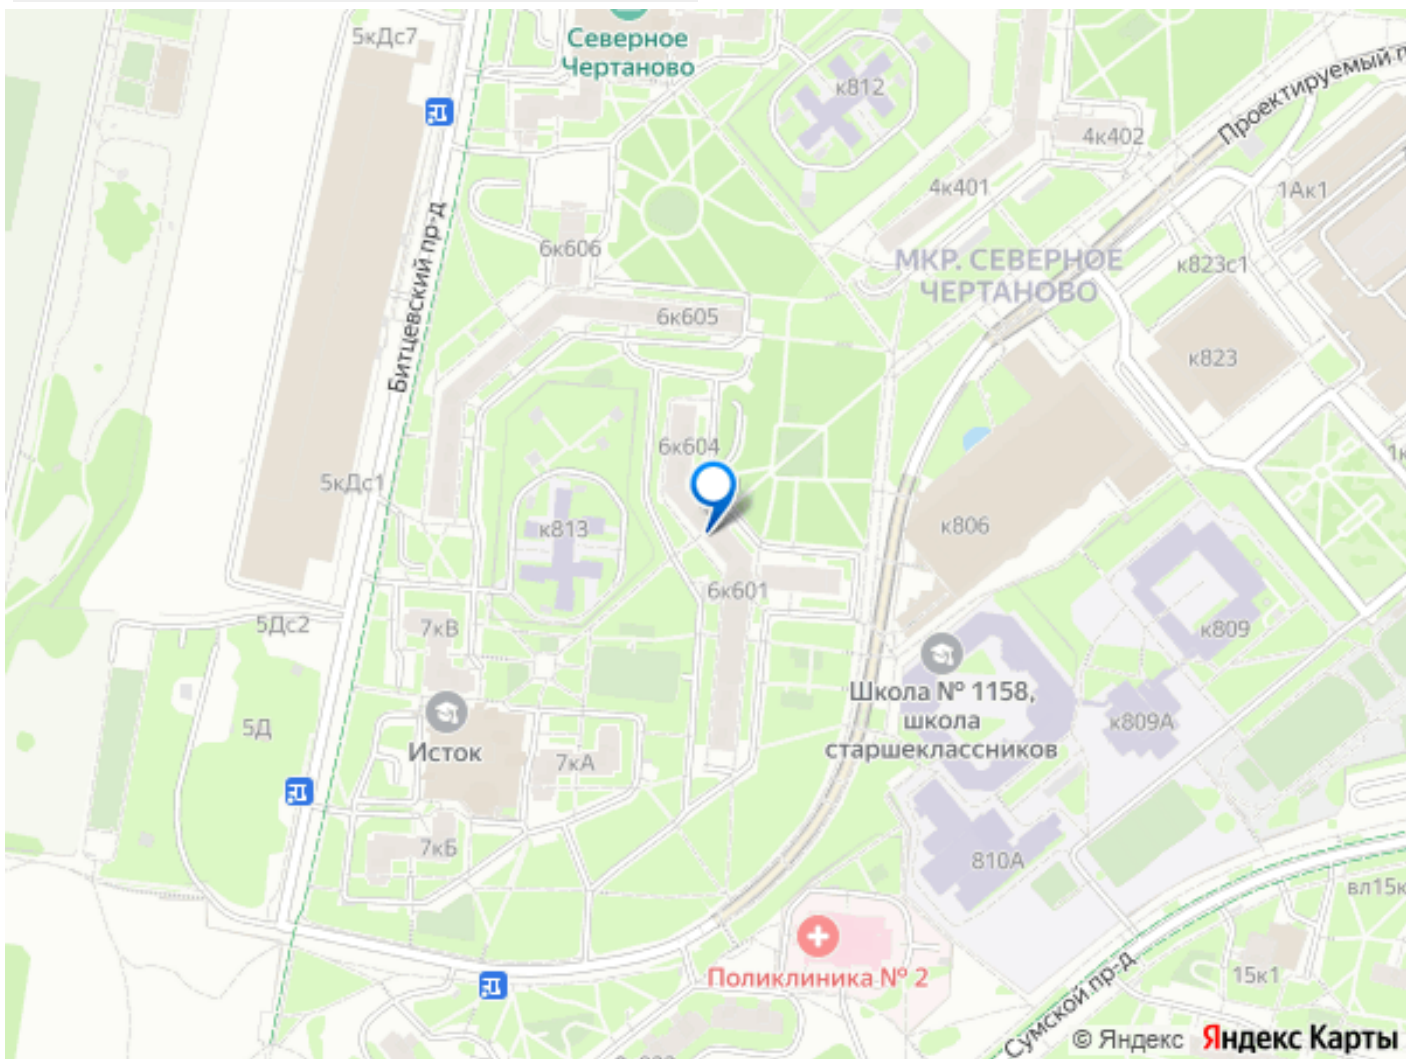 5кДс7
Северное
Чертаново
к812
4к402
Проектируемый п
4к401
1Ак1
6к606
МКР. СЕВЕРНОЕ
ЧЕРТАНОВО
к823с1
Битцевский пр-д
6к605
к823
6к604
5кДс1
к813
к806
6к601
5Дс2
7кВ
к809
Школа № 1158,
школа
старшеклассников
к809А
5Д
Исток
7кА
7кБ
810А
вл15к
Поликлиника № 2
15к1
Сумской пр-д
© Яндекс Яндекс Карты